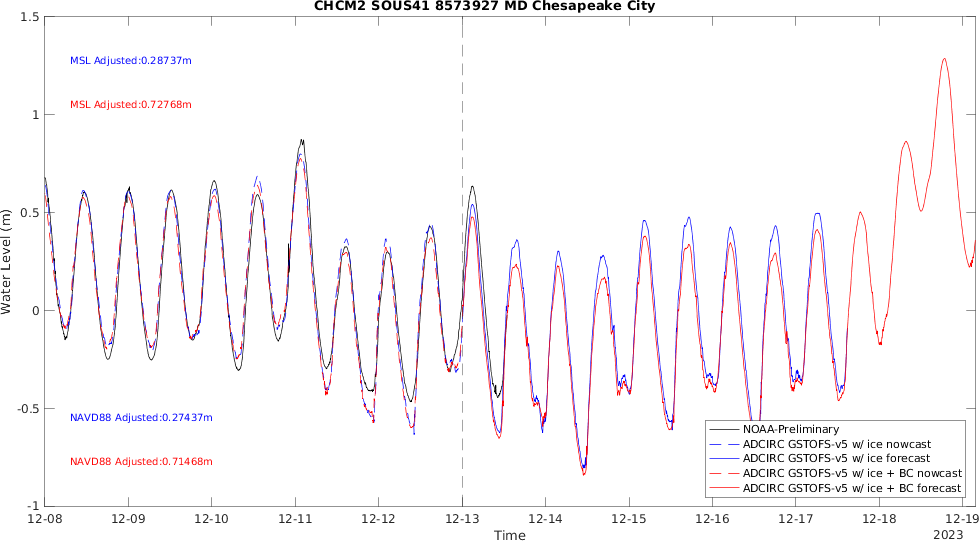 CHCM2 SOUS41 8573927 MD Chesapeake City
1.5
1
0.5
0
-0.5
-1
Water Level (m)
MSL Adjusted:0.28737m
MSL Adjusted:0.72768m
NAVD88 Adjusted:0.27437m
NAVD88 Adjusted:0.71468m
NOAA-Preliminary
ADCIRC GSTOFS-v5 w/ ice nowcast
ADCIRC GSTOFS-v5 w/ ice forecast
ADCIRC GSTOFS-v5 w/ ice + BC nowcast
ADCIRC GSTOFS-v5 w/ ice + BC forecast
12-08 12-09 12-10 12-11 12-12 12-13 12-14 12-15 12-16 12-17 12-18 12-19
Time
2023